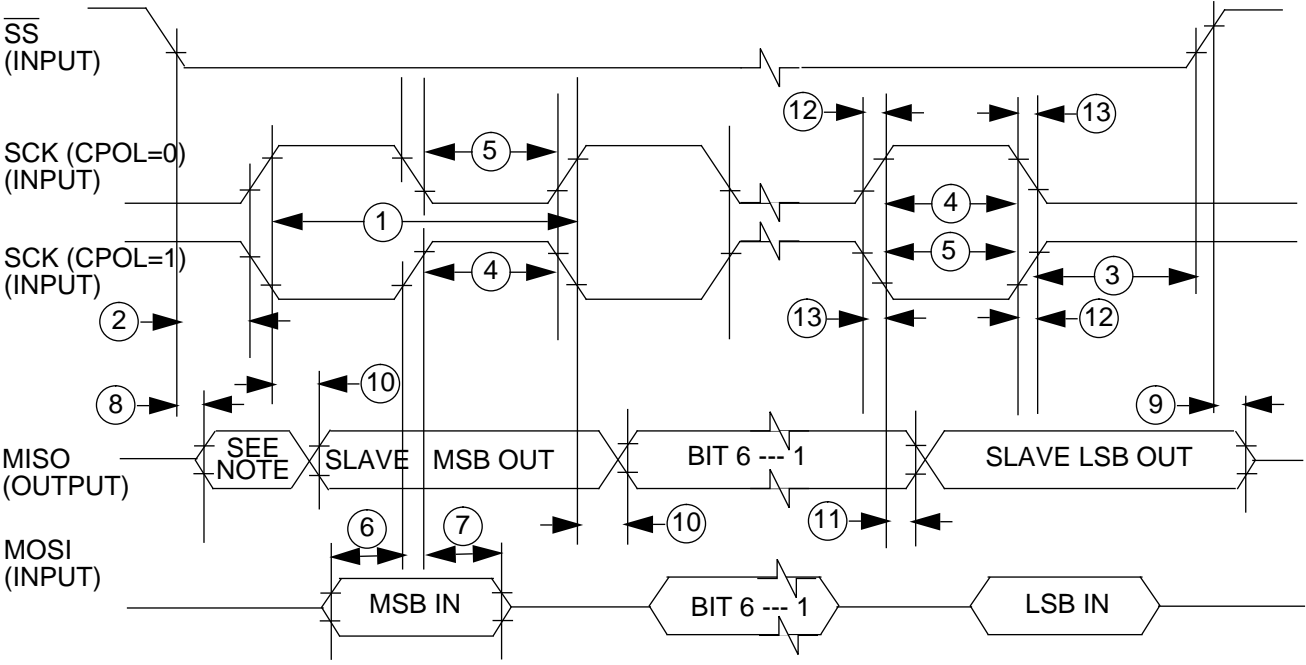 SS
(INPUT)
12
13
SCK (CPOL=0)
(INPUT)
5
1
4
SCK (CPOL=1)
(INPUT)
4
5
3
2
13
12
8
10
9
MISO
(OUTPUT)
SEE
NOTE
SLAVE MSB OUT
BIT 6 --- 1
SLAVE LSB OUT
6
7
10
11
MOSI
(INPUT)
MSB IN
BIT 6 --- 1
LSB IN